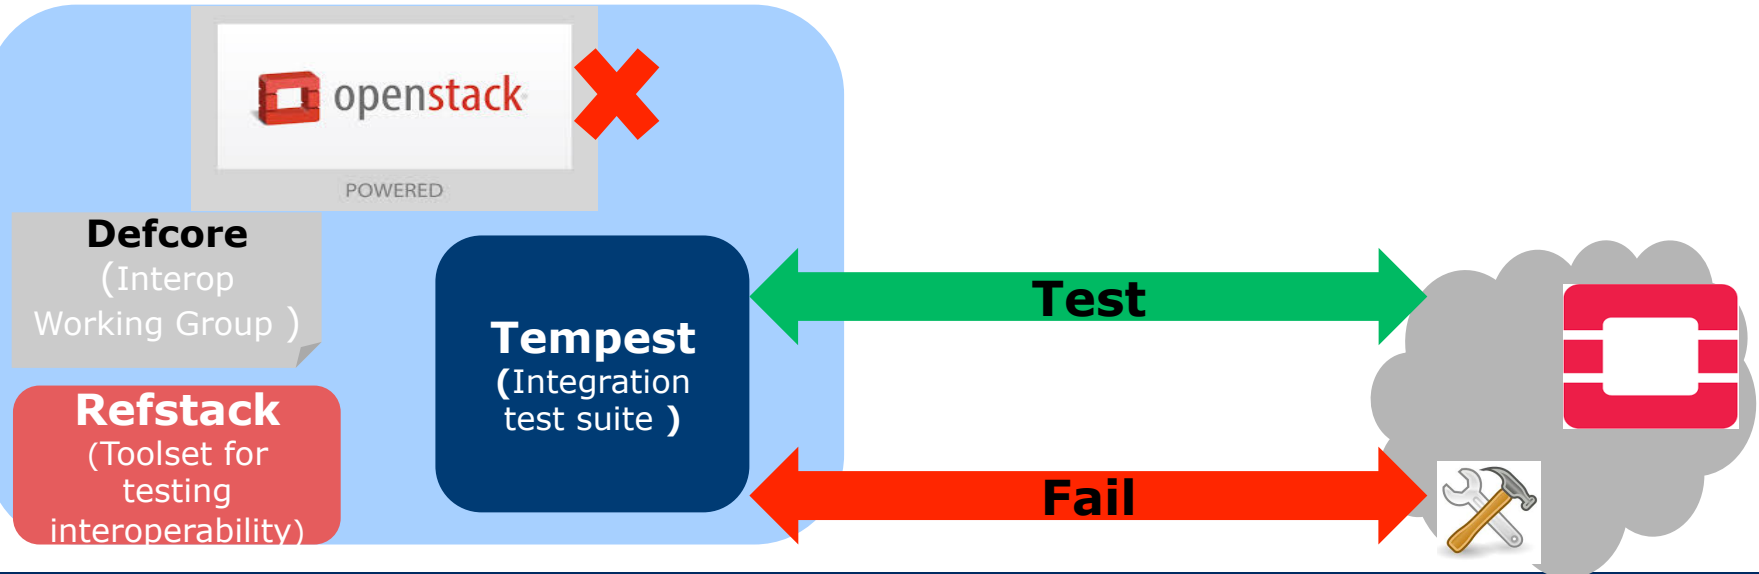 openstack
POWERED
Defcore
(Interop
Working Group )
Refstack
(Toolset for
testing
interoperability)
Tempest
(Integration
test suite )
Test
Fail